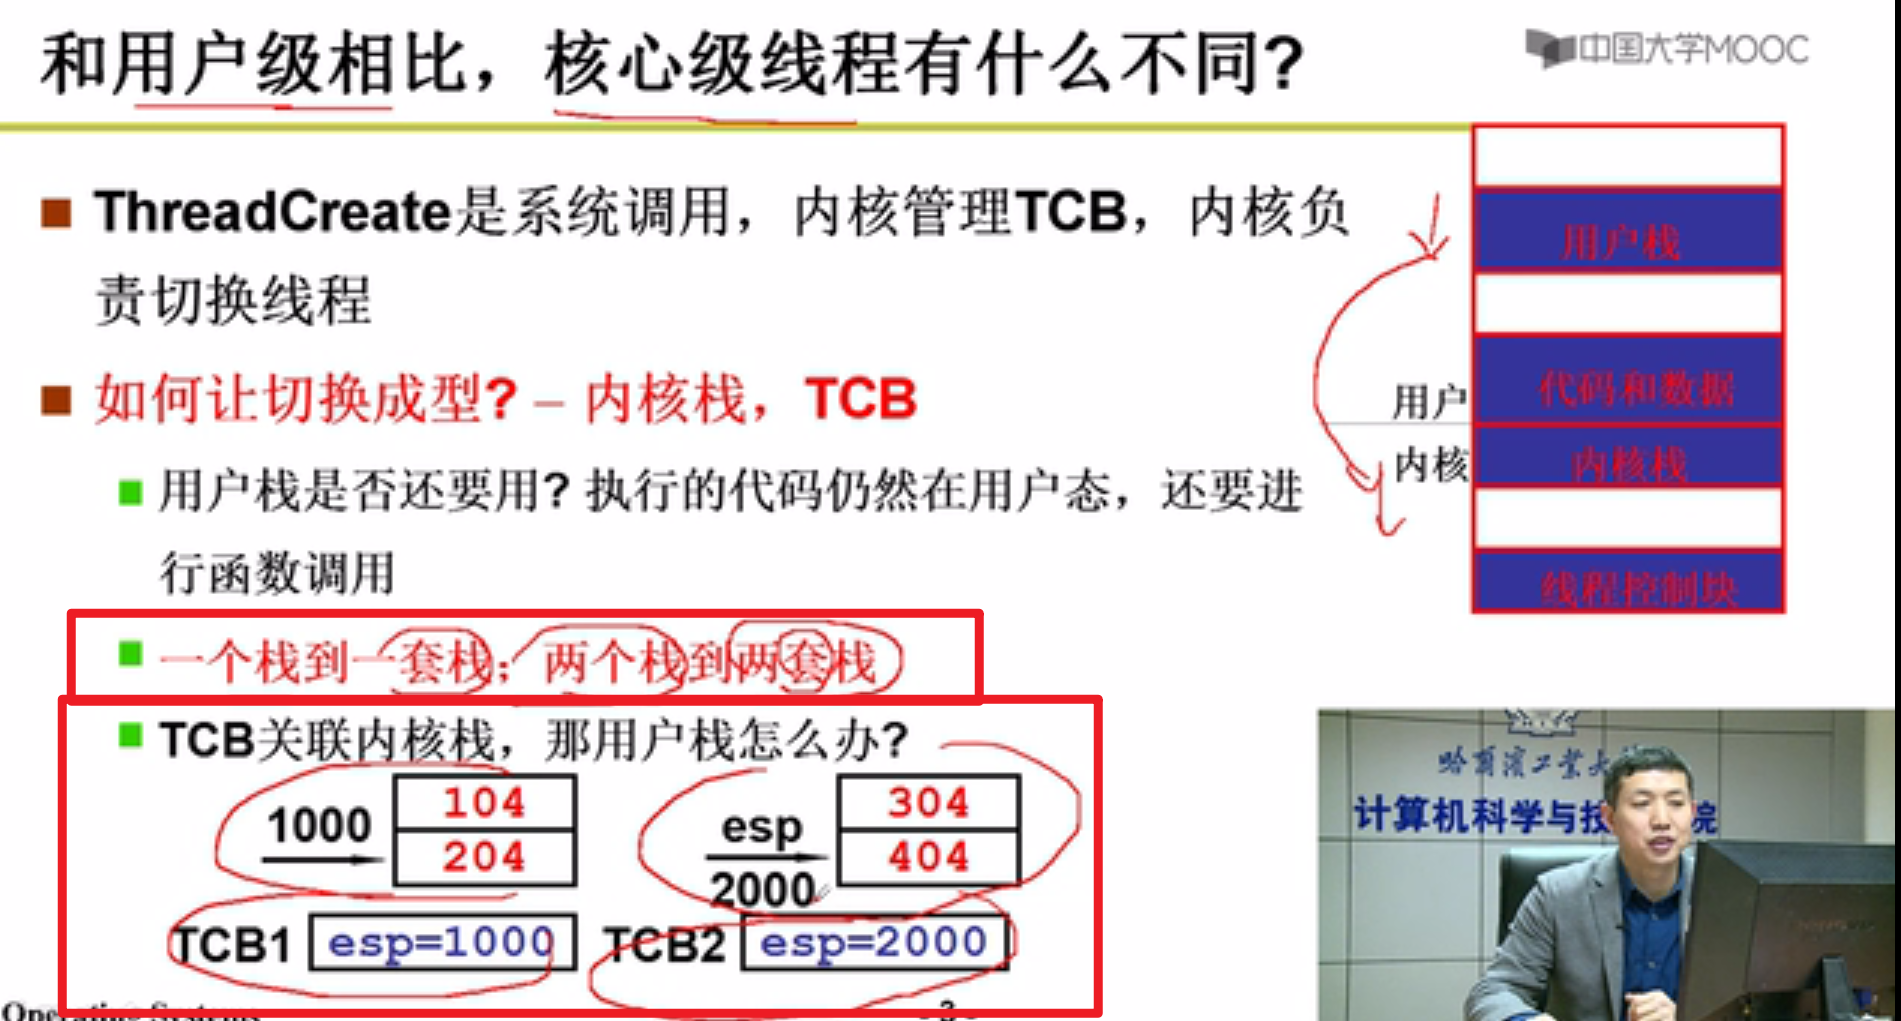 和用户级相比，核心级线程有什么不同?
中国大学MOOC
ThreadCreate是系统调用，内核管理TCB，内核负
责切换线程
如何让切换成型? – 内核栈，TCB
用户栈是否还要用? 执行的代码仍然在用户态，还要进
行函数调用
一个栈到一套栈；两个栈到两套栈
TCB关联内核栈，那用户栈怎么办?
1000
104
204
esp
2000
304
404
TCB1
esp=1000
TCB2
esp=2000
用户栈
代码和数据
用户
内核
内核栈
线程控制块
哈尔滨工业大
计算机科学与技
院
Operating Systems